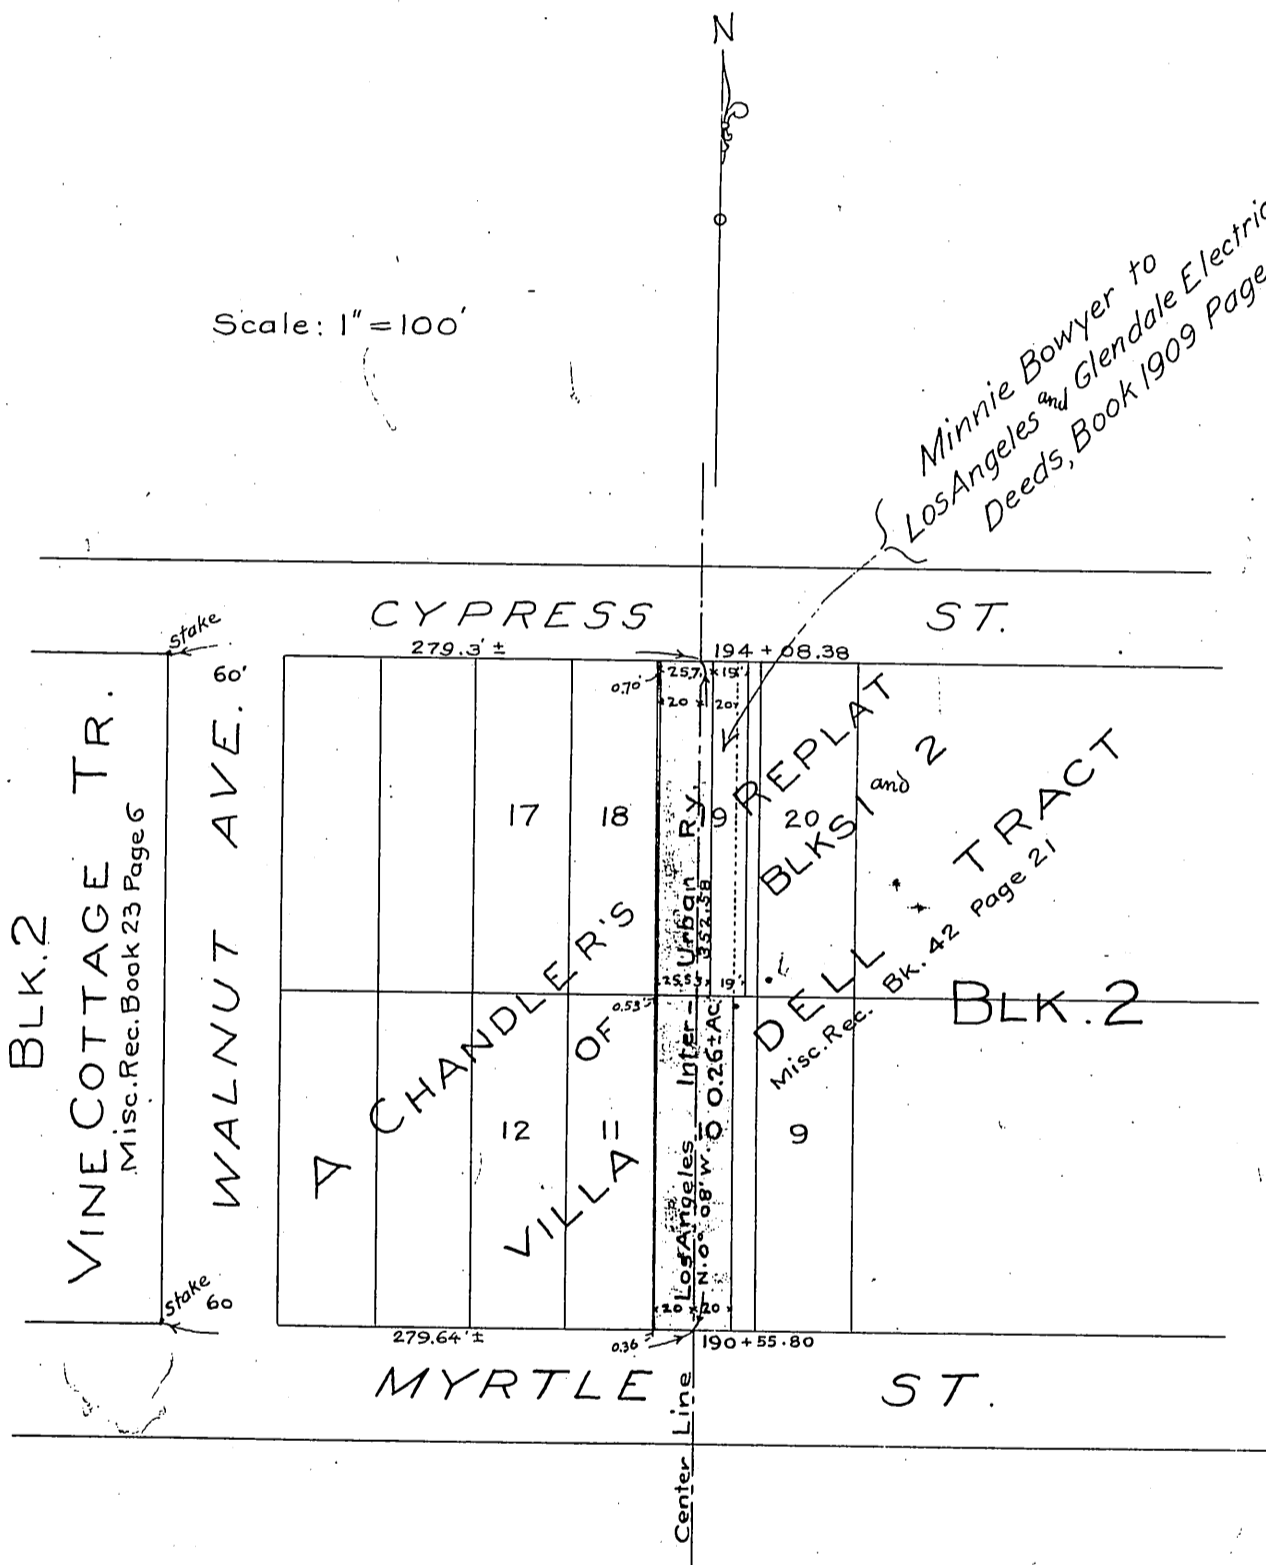 N
Scale: 1"=100'
Minnie Bowyer to
Los Angeles and Glendale Electric
Deeds, Book 1909 Page
CYPRESS ST.
stake
60'
279.3' ±
194 + 08.38
0.70'
25.7
19'
20
20
BLK.2
VINE COTTAGE TR.
Misc. Rec. Book 23 Page 6
WALNUT AVE.
17
18
9
20
REPLAT
BLKS 1 and 2
DELL TRACT
Misc. Rec. Bk. 42 Page 21
BLK. 2
A CHANDLER'S
VILLA OF
Los Angeles Inter-Urban RY.
352.58
25.53
19'
0.53'
N. 0° 08' W.
0.26± Ac.
12
11
9
stake
60
20
20
279.64' ±
0.36'
190+55.80
MYRTLE ST.
Center Line